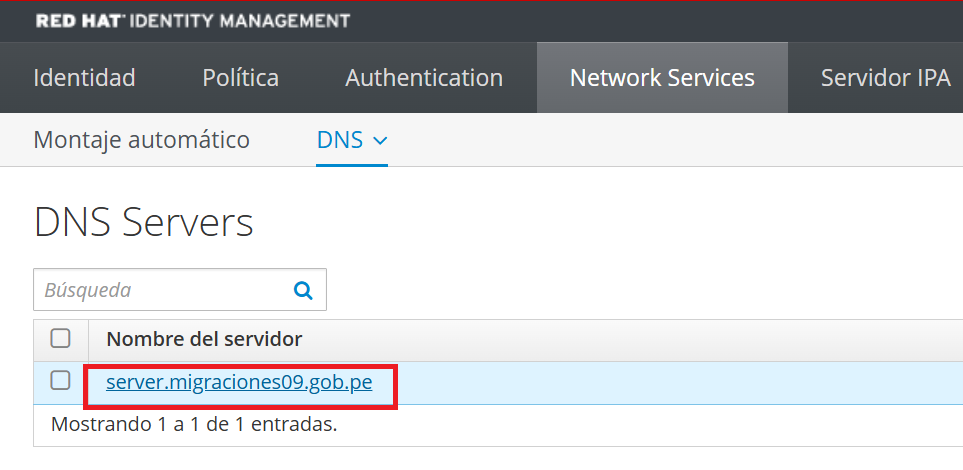 RED HAT IDENTITY MANAGEMENT
Identidad Política Authentication Network Services Servidor IPA
Montaje automático DNS
DNS Servers
Búsqueda
Nombre del servidor
server.migraciones09.gob.pe
Mostrando 1 a 1 de 1 entradas.